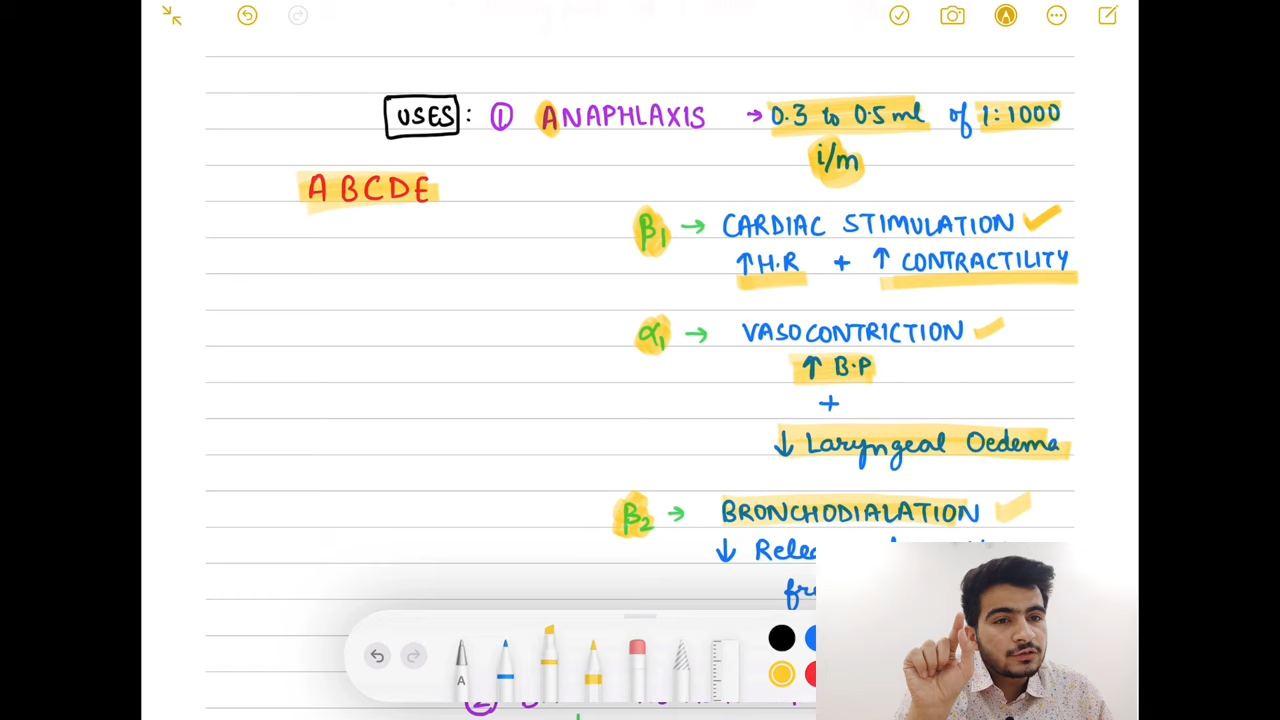 USES : ① ANAPHLAXIS → 0.3 to 0.5 ml of 1:1000
i/m
A B C D E
β1 → CARDIAC STIMULATION ✓
↑ H.R + ↑ CONTRACTILITY
α1 → VASOCONTRICTION ✓
↑ B.P
+
↓ Laryngeal Oedema
β2 → BRONCHODIALATION ✓
↓
②
A